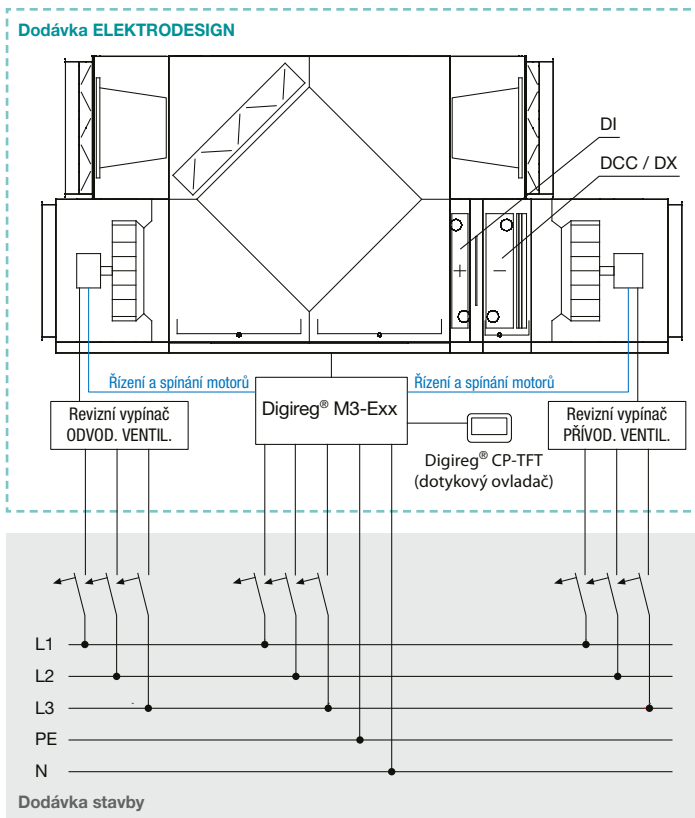 Dodávka ELEKTRODESIGN
DI
DCC / DX
+
−
Řízení a spínání motorů
Řízení a spínání motorů
Revizní vypínač
ODVOD. VENTIL.
Digireg® M3-Exx
Revizní vypínač
PŘÍVOD. VENTIL.
Digireg® CP-TFT
(dotykový ovladač)
L1
L2
L3
PE
N
Dodávka stavby